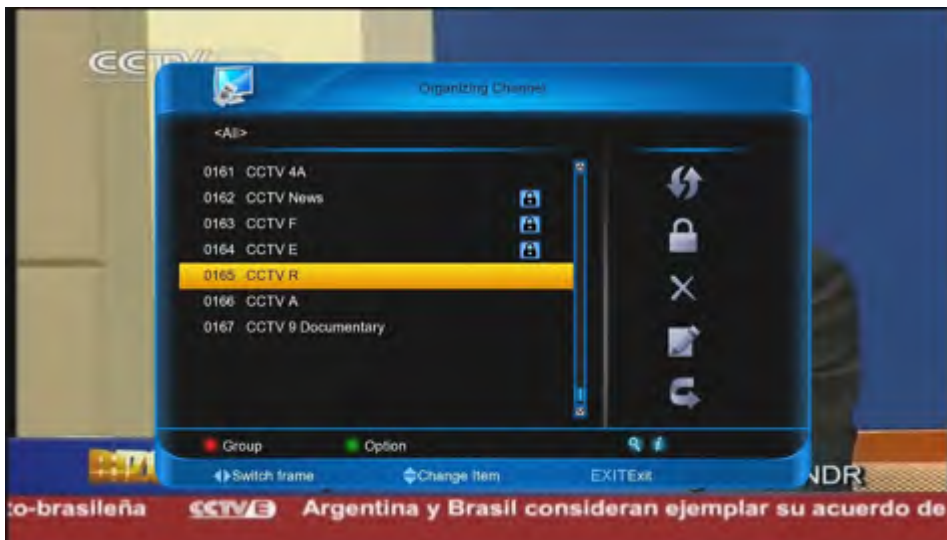 CCTV
Organizing Channel
<All>
0161 CCTV 4A
0162 CCTV News
0163 CCTV F
0164 CCTV E
0165 CCTV R
0166 CCTV A
0167 CCTV 9 Documentary
Group Option
Switch frame Change Item EXITExit
NDR
to-brasileña CCTV E Argentina y Brasil consideran ejemplar su acuerdo de